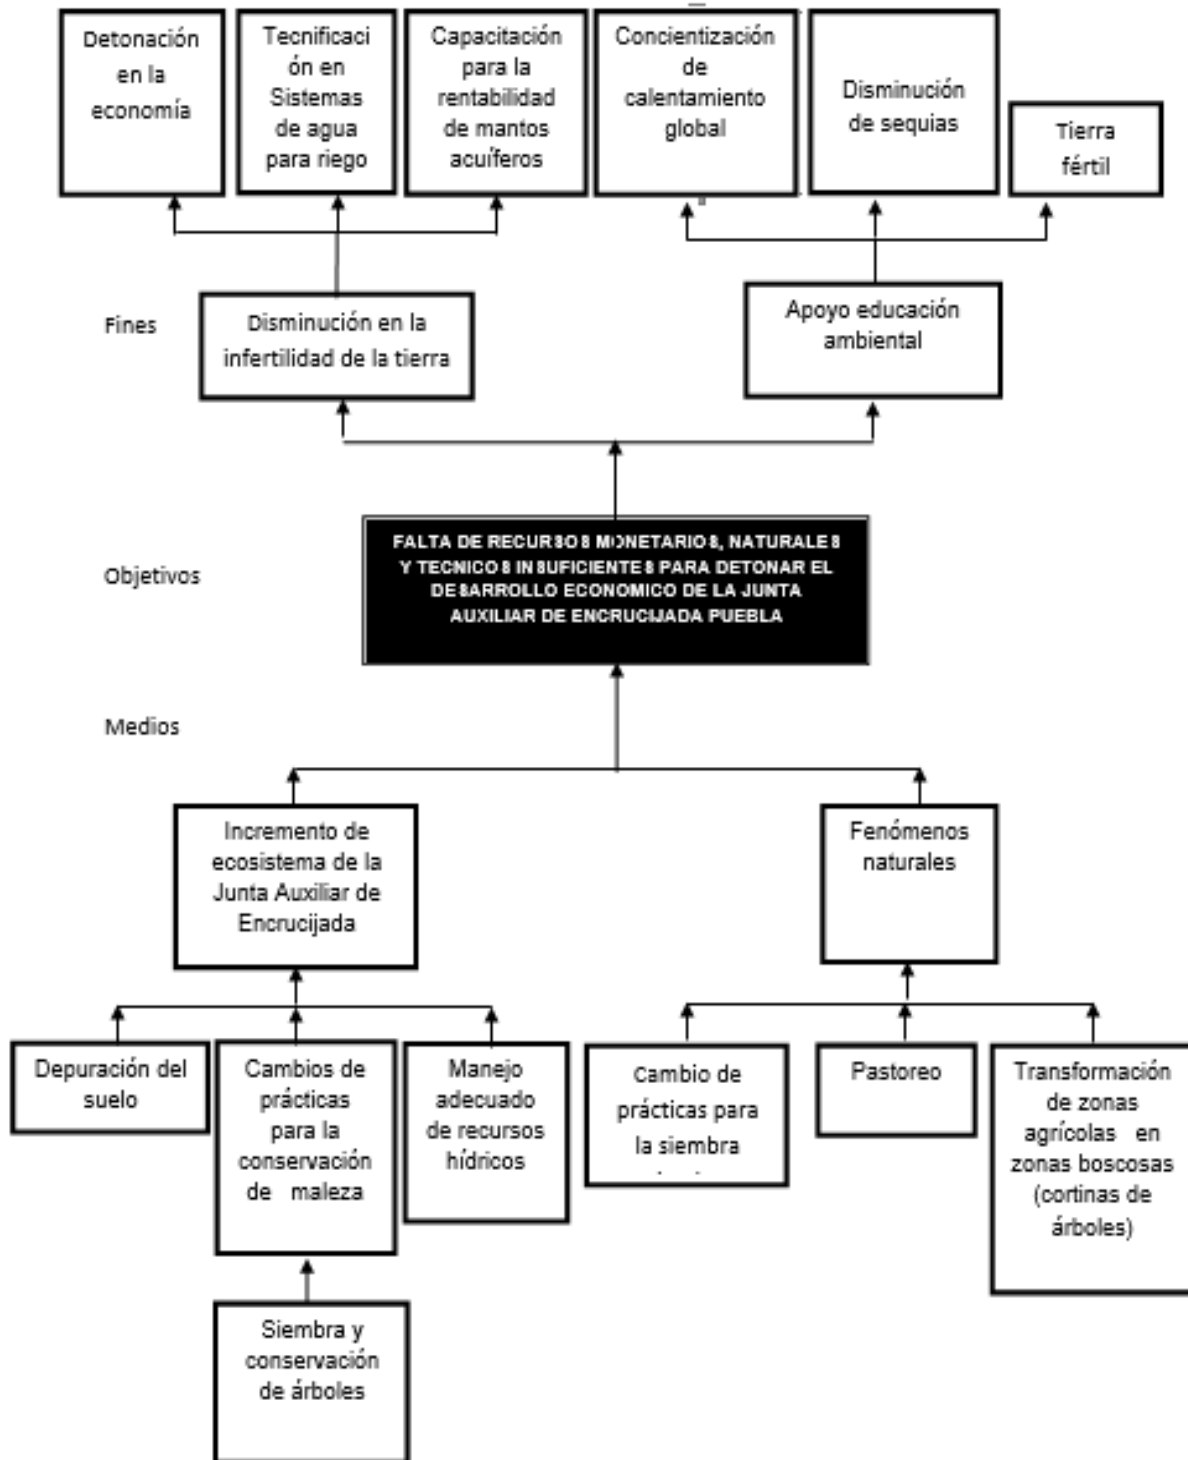 Detonación
en la
economía
Tecnificaci
ón en
Sistemas
de agua
para riego
Capacitación
para la
rentabilidad
de mantos
acuíferos
Concientización
de
calentamiento
global
Disminución
de sequias
Tierra
fértil
Fines
Disminución en la
infertilidad de la tierra
Apoyo educación
ambiental
Objetivos
FALTA DE RECURSOS MONETARIOS, NATURALES
Y TECNICOS INSUFICIENTES PARA DETONAR EL
DESARROLLO ECONOMICO DE LA JUNTA
AUXILIAR DE ENCRUCIJADA PUEBLA
Medios
Incremento de
ecosistema de la
Junta Auxiliar de
Encrucijada
Fenómenos
naturales
Depuración del
suelo
Cambios de
prácticas
para la
conservación
de maleza
Manejo
adecuado
de recursos
hídricos
Cambio de
prácticas para
la siembra
Pastoreo
Transformación
de zonas
agrícolas en
zonas boscosas
(cortinas de
árboles)
Siembra y
conservación
de árboles